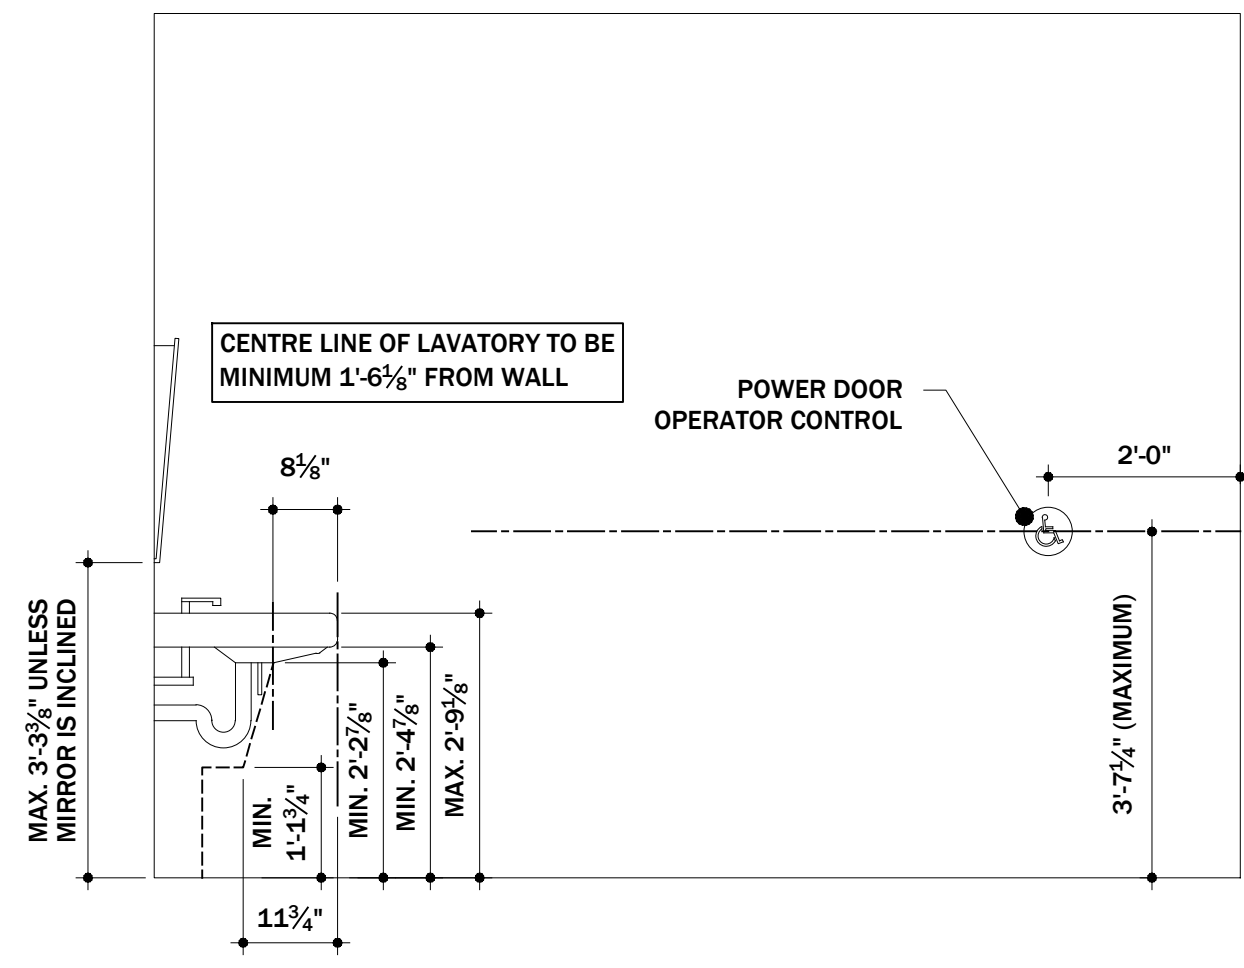 CENTRE LINE OF LAVATORY TO BE
MINIMUM 1'-6⅛" FROM WALL
POWER DOOR
OPERATOR CONTROL
8⅛"
2'-0"
MAX. 3'-3⅜" UNLESS
MIRROR IS INCLINED
MIN.
1'-1¾"
MIN. 2'-2⅞"
MIN. 2'-4⅞"
MAX. 2'-9⅛"
3'-7¼" (MAXIMUM)
11¾"